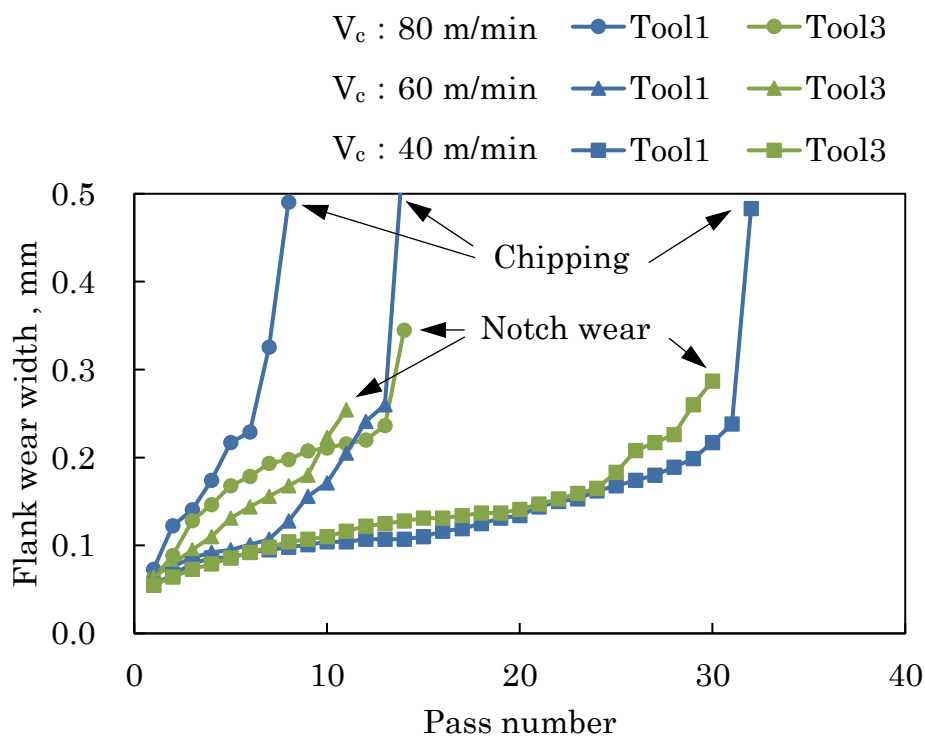 Vc : 80 m/min Tool1 Tool3
Vc : 60 m/min Tool1 Tool3
Vc : 40 m/min Tool1 Tool3
0.5
Chipping
0.4
Notch wear
0.3
0.2
0.1
0.0
Flank wear width , mm
0 10 20 30 40
Pass number